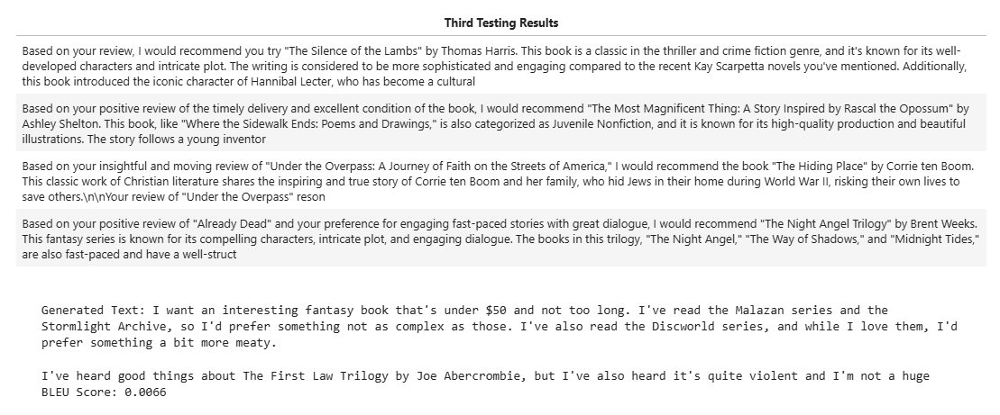 Third Testing Results
Based on your review, I would recommend you try "The Silence of the Lambs" by Thomas Harris. This book is a classic in the thriller and crime fiction genre, and it's known for its well-
developed characters and intricate plot. The writing is considered to be more sophisticated and engaging compared to the recent Kay Scarpetta novels you've mentioned. Additionally,
this book introduced the iconic character of Hannibal Lecter, who has become a cultural
Based on your positive review of the timely delivery and excellent condition of the book, I would recommend "The Most Magnificent Thing: A Story Inspired by Rascal the Opossum" by
Ashley Shelton. This book, like "Where the Sidewalk Ends: Poems and Drawings," is also categorized as Juvenile Nonfiction, and it is known for its high-quality production and beautiful
illustrations. The story follows a young inventor
Based on your insightful and moving review of "Under the Overpass: A Journey of Faith on the Streets of America," I would recommend the book "The Hiding Place" by Corrie ten Boom.
This classic work of Christian literature shares the inspiring and true story of Corrie ten Boom and her family, who hid Jews in their home during World War II, risking their own lives to
save others.\n\nYour review of "Under the Overpass" reson
Based on your positive review of "Already Dead" and your preference for engaging fast-paced stories with great dialogue, I would recommend "The Night Angel Trilogy" by Brent Weeks.
This fantasy series is known for its compelling characters, intricate plot, and engaging dialogue. The books in this trilogy, "The Night Angel," "The Way of Shadows," and "Midnight Tides,"
are also fast-paced and have a well-struct
Generated Text: I want an interesting fantasy book that's under $50 and not too long. I've read the Malazan series and the
Stormlight Archive, so I'd prefer something not as complex as those. I've also read the Discworld series, and while I love them, I'd
prefer something a bit more meaty.
I've heard good things about The First Law Trilogy by Joe Abercrombie, but I've also heard it's quite violent and I'm not a huge
BLEU Score: 0.0066